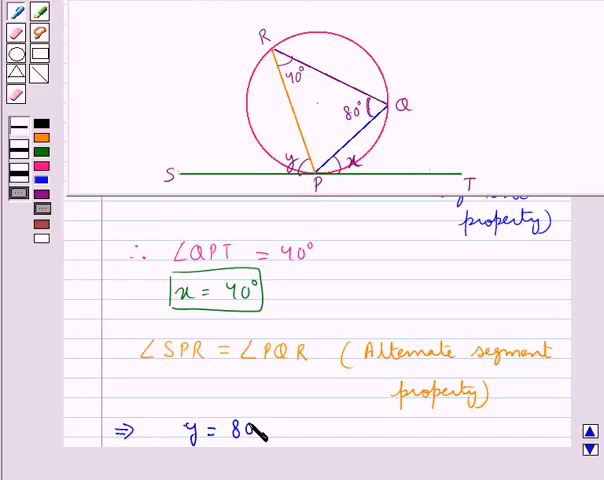 R
40°
80°
Q
y
x
S
P
T
property)
∴ ∠QPT = 40°
x = 40°
∠SPR = ∠PQR (Alternate segment
property)
⇒ y = 80